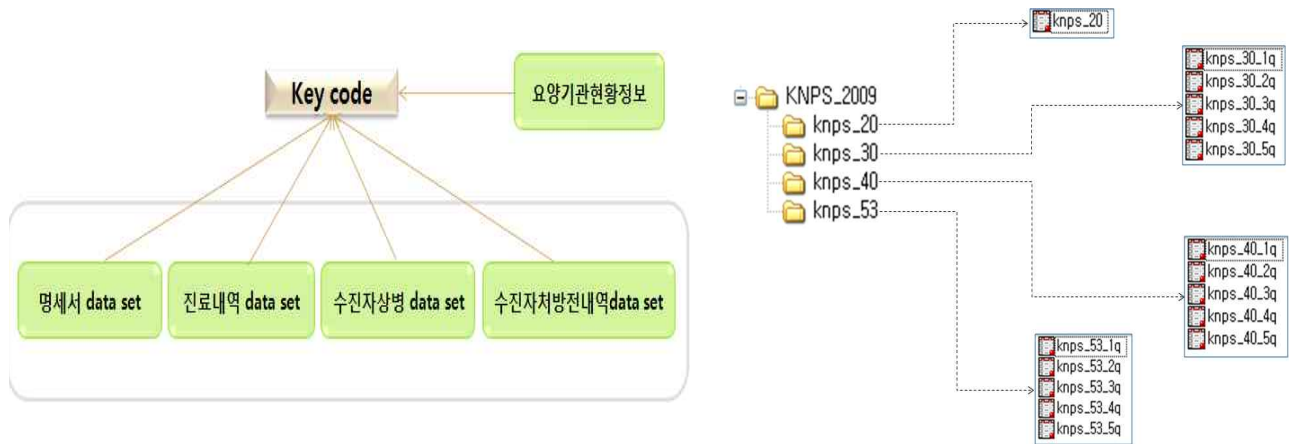 Key code
요양기관현황정보
명세서 data set
진료내역 data set
수진자상병 data set
수진자처방전내역data set
KNPS_2009
knps_20
knps_30
knps_40
knps_53
knps_20
knps_30_1q
knps_30_2q
knps_30_3q
knps_30_4q
knps_30_5q
knps_40_1q
knps_40_2q
knps_40_3q
knps_40_4q
knps_40_5q
knps_53_1q
knps_53_2q
knps_53_3q
knps_53_4q
knps_53_5q